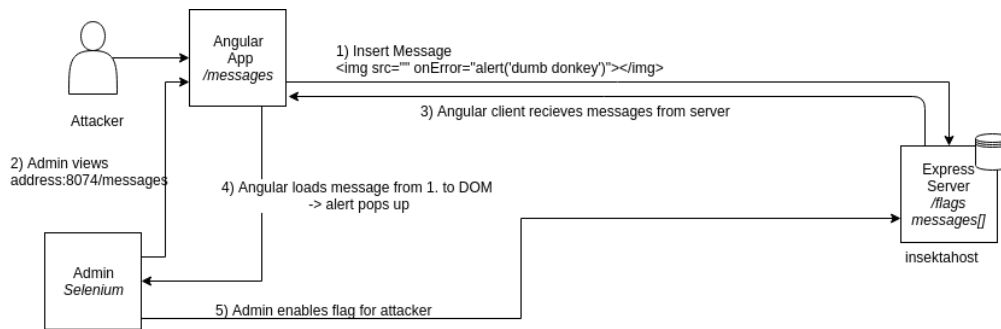 Angular
App
/messages
1) Insert Message
<img src="" onError="alert('dumb donkey')"></img>
3) Angular client recieves messages from server
Attacker
2) Admin views
address:8074/messages
4) Angular loads message from 1. to DOM
-> alert pops up
Express
Server
/flags
messages[]
insektahost
Admin
Selenium
5) Admin enables flag for attacker